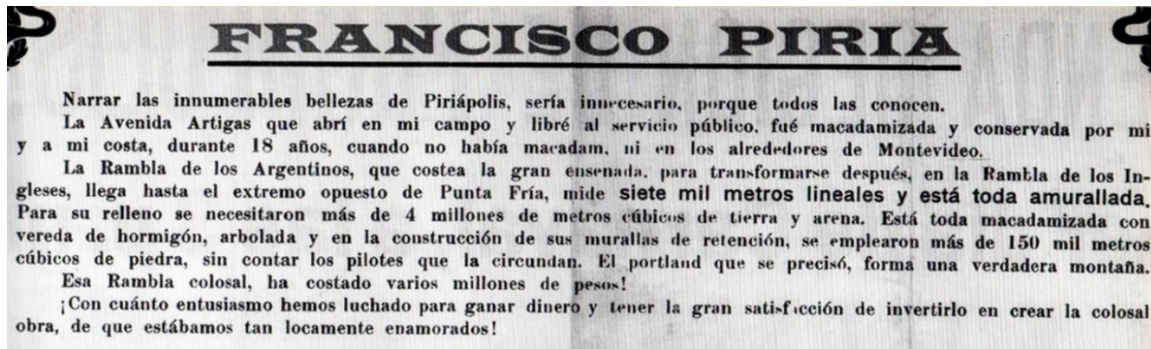 FRANCISCO PIRIA
Narrar las innumerables bellezas de Piriápolis, sería innecesario, porque todos las conocen.
La Avenida Artigas que abrí en mi campo y libré al servicio público, fué macadamizada y conservada por mi
y a mi costa, durante 18 años, cuando no había macadam, ni en los alrededores de Montevideo.
La Rambla de los Argentinos, que costea la gran ensenada, para transformarse después, en la Rambla de los In-
gleses, llega hasta el extremo opuesto de Punta Fría, mide siete mil metros lineales y está toda amurallada.
Para su relleno se necesitaron más de 4 millones de metros cúbicos de tierra y arena. Está toda macadamizada con
vereda de hormigón, arbolada y en la construcción de sus murallas de retención, se emplearon más de 150 mil metros
cúbicos de piedra, sin contar los pilotes que la circundan. El portland que se precisó, forma una verdadera montaña.
Esa Rambla colosal, ha costado varios millones de pesos!
¡Con cuánto entusiasmo hemos luchado para ganar dinero y tener la gran satisfacción de invertirlo en crear la colosal
obra, de que estábamos tan locamente enamorados!